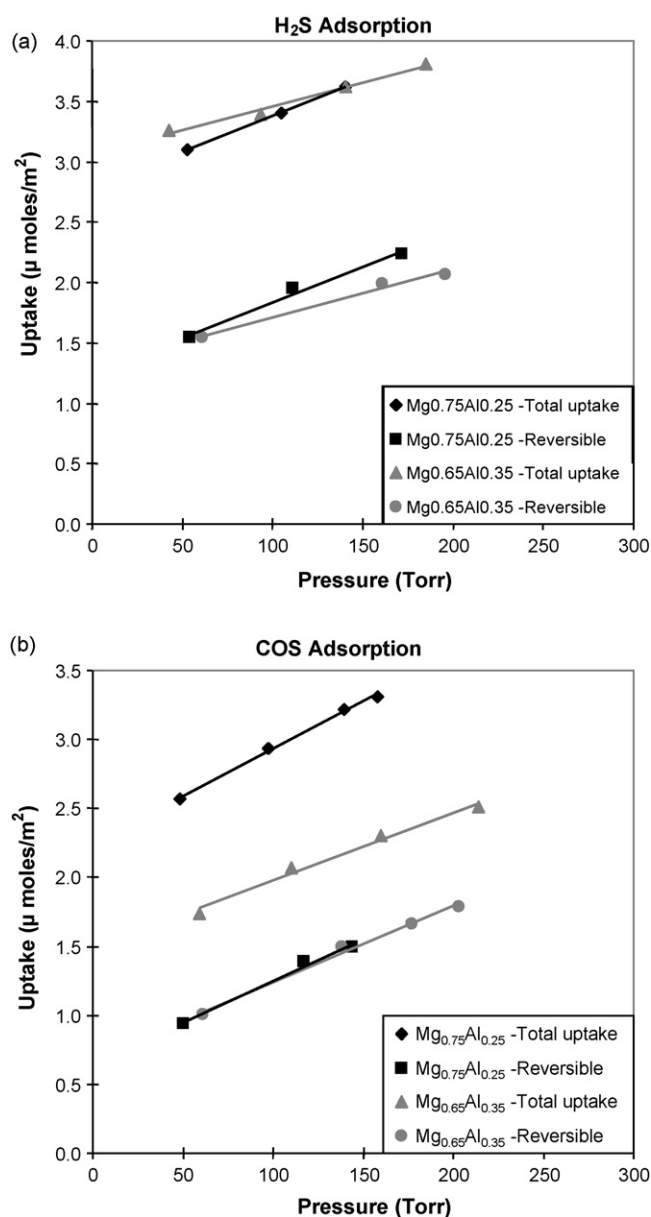 (a)
H₂S Adsorption
4.0
3.5
3.0
2.5
2.0
1.5
1.0
0.5
0.0
Uptake (μ moles/m²)
Mg0.75Al0.25 -Total uptake
Mg0.75Al0.25 -Reversible
Mg0.65Al0.35 -Total uptake
Mg0.65Al0.35 -Reversible
0 50 100 150 200 250 300
Pressure (Torr)
(b)
COS Adsorption
3.5
3.0
2.5
2.0
1.5
1.0
0.5
0.0
Uptake (μ moles/m²)
Mg₀.₇₅Al₀.₂₅ -Total uptake
Mg₀.₇₅Al₀.₂₅ -Reversible
Mg₀.₆₅Al₀.₃₅ -Total uptake
Mg₀.₆₅Al₀.₃₅ -Reversible
0 50 100 150 200 250 300
Pressure (Torr)